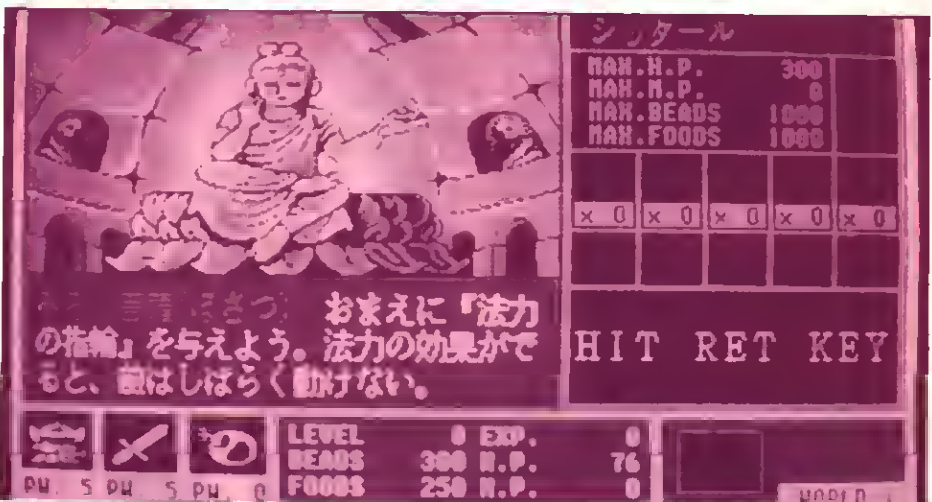 シッタール
MAX.H.P. 300
MAX.M.P. 0
MAX.BEADS 1000
MAX.FOODS 1000
× 0 × 0 × 0 × 0 × 0
おまえに『法力
の指輪』を与えよう。法力の効果がで
ると、敵はしばらく動けない。
HIT RET KEY
LEVEL 0 EXP. 0
BEADS 300 H.P. 76
FOODS 250 M.P. 0
PW. 5 PW. 5 PW. 0
WORLD